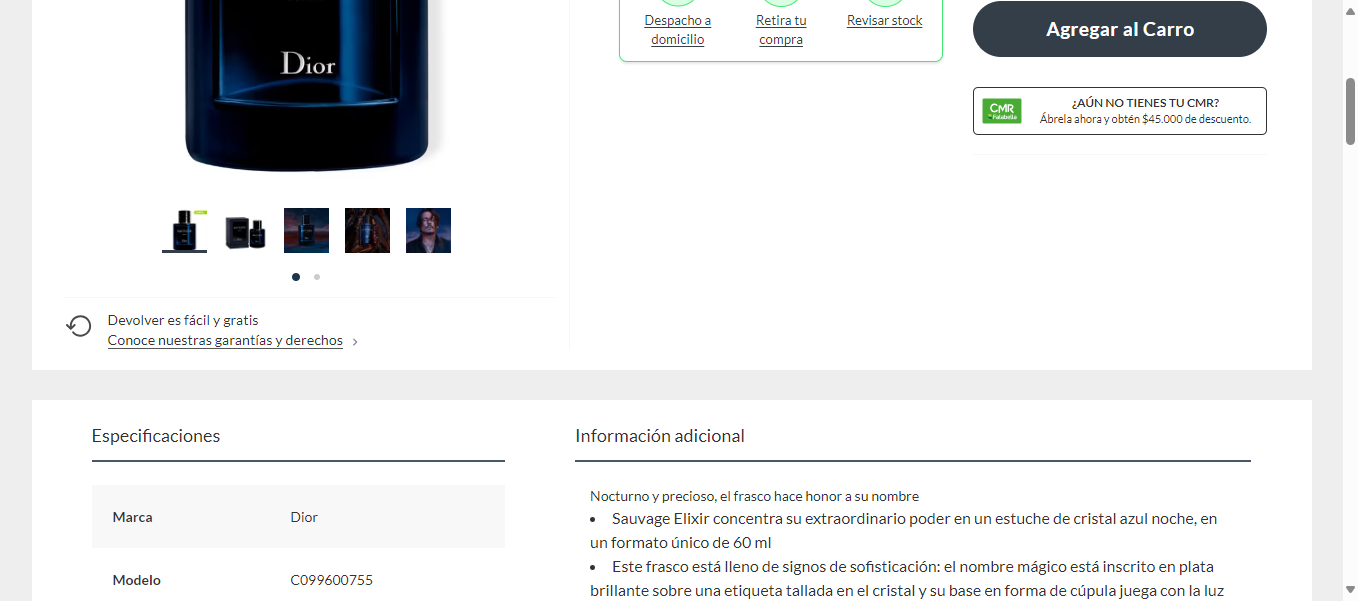 Dior
Despacho a
domicilio
Retira tu
compra
Revisar stock
Agregar al Carro
CMR
Falabella
¿AÚN NO TIENES TU CMR?
Ábrela ahora y obtén $45.000 de descuento.
Devolver es fácil y gratis
Conoce nuestras garantías y derechos
Especificaciones
Marca Dior
Modelo C099600755
Información adicional
Nocturno y precioso, el frasco hace honor a su nombre
• Sauvage Elixir concentra su extraordinario poder en un estuche de cristal azul noche, en
un formato único de 60 ml
• Este frasco está lleno de signos de sofisticación: el nombre mágico está inscrito en plata
brillante sobre una etiqueta tallada en el cristal y su base en forma de cúpula juega con la luz